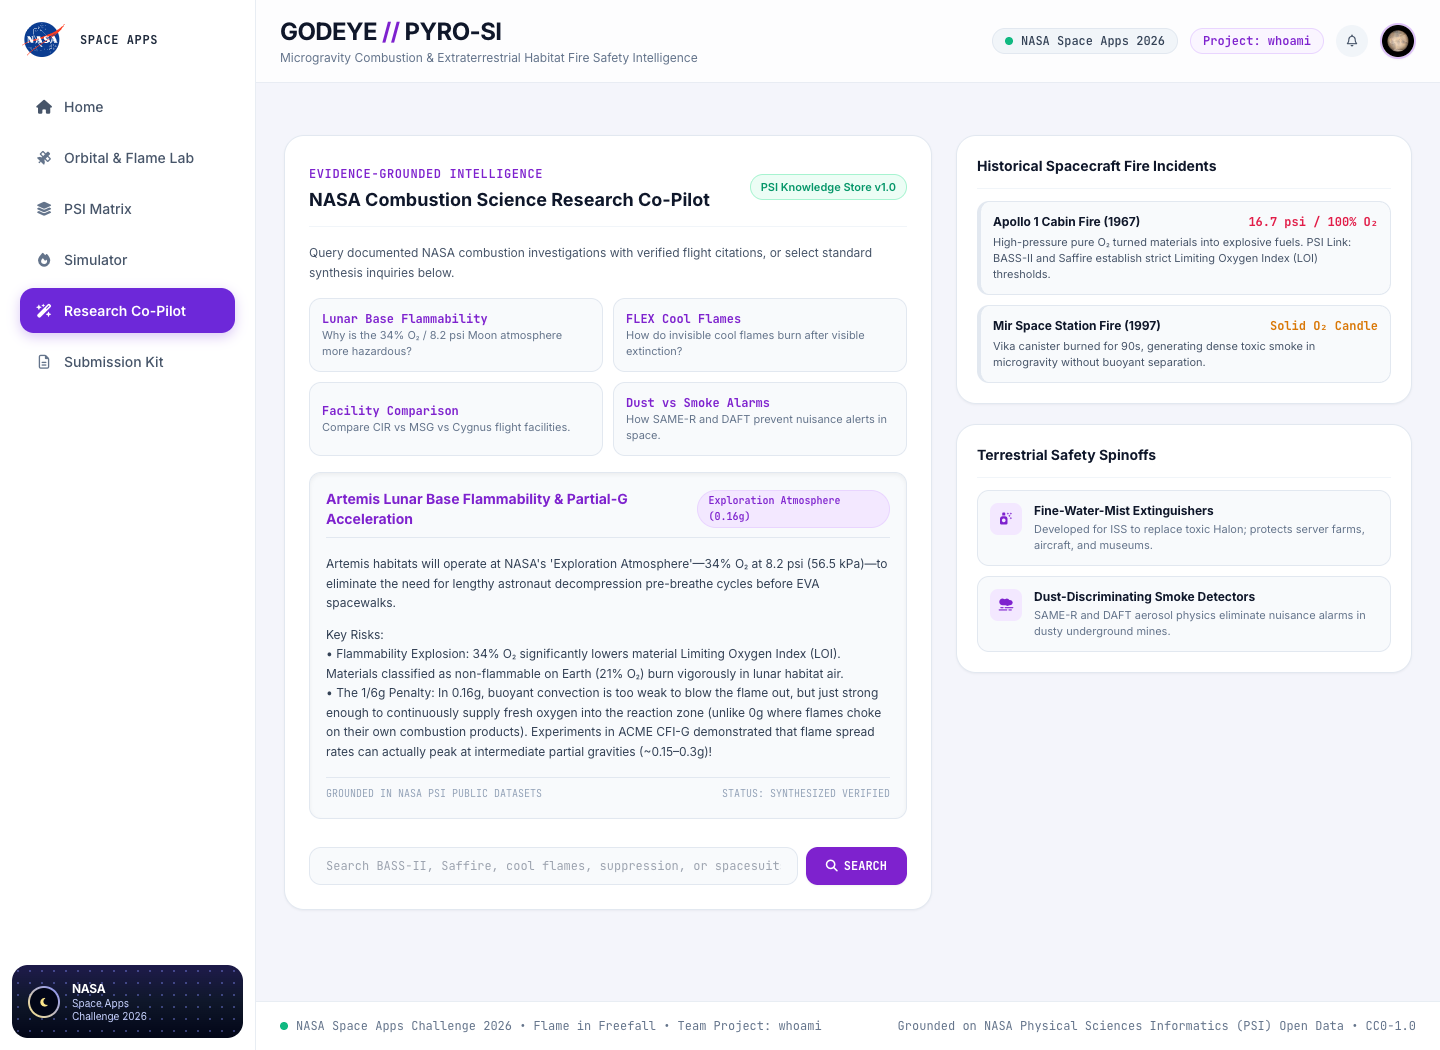 NASA
SPACE APPS
Home
Orbital & Flame Lab
PSI Matrix
Simulator
Research Co-Pilot
Submission Kit
NASA
Space Apps
Challenge 2026
GODEYE // PYRO-SI
Microgravity Combustion & Extraterrestrial Habitat Fire Safety Intelligence
NASA Space Apps 2026
Project: whoami
EVIDENCE-GROUNDED INTELLIGENCE
NASA Combustion Science Research Co-Pilot
PSI Knowledge Store v1.0
Query documented NASA combustion investigations with verified flight citations, or select standard
synthesis inquiries below.
Lunar Base Flammability
Why is the 34% O₂ / 8.2 psi Moon atmosphere
more hazardous?
FLEX Cool Flames
How do invisible cool flames burn after visible
extinction?
Facility Comparison
Compare CIR vs MSG vs Cygnus flight facilities.
Dust vs Smoke Alarms
How SAME-R and DAFT prevent nuisance alerts in
space.
Artemis Lunar Base Flammability & Partial-G
Acceleration
Exploration Atmosphere
(0.16g)
Artemis habitats will operate at NASA's 'Exploration Atmosphere'—34% O₂ at 8.2 psi (56.5 kPa)—to
eliminate the need for lengthy astronaut decompression pre-breathe cycles before EVA
spacewalks.
Key Risks:
• Flammability Explosion: 34% O₂ significantly lowers material Limiting Oxygen Index (LOI).
Materials classified as non-flammable on Earth (21% O₂) burn vigorously in lunar habitat air.
• The 1/6g Penalty: In 0.16g, buoyant convection is too weak to blow the flame out, but just strong
enough to continuously supply fresh oxygen into the reaction zone (unlike 0g where flames choke
on their own combustion products). Experiments in ACME CFI-G demonstrated that flame spread
rates can actually peak at intermediate partial gravities (~0.15–0.3g)!
GROUNDED IN NASA PSI PUBLIC DATASETS
STATUS: SYNTHESIZED VERIFIED
Search BASS-II, Saffire, cool flames, suppression, or spacesuit
SEARCH
Historical Spacecraft Fire Incidents
Apollo 1 Cabin Fire (1967)
16.7 psi / 100% O₂
High-pressure pure O₂ turned materials into explosive fuels. PSI Link:
BASS-II and Saffire establish strict Limiting Oxygen Index (LOI)
thresholds.
Mir Space Station Fire (1997)
Solid O₂ Candle
Vika canister burned for 90s, generating dense toxic smoke in
microgravity without buoyant separation.
Terrestrial Safety Spinoffs
Fine-Water-Mist Extinguishers
Developed for ISS to replace toxic Halon; protects server farms,
aircraft, and museums.
Dust-Discriminating Smoke Detectors
SAME-R and DAFT aerosol physics eliminate nuisance alarms in
dusty underground mines.
NASA Space Apps Challenge 2026 • Flame in Freefall • Team Project: whoami
Grounded on NASA Physical Sciences Informatics (PSI) Open Data • CC0-1.0